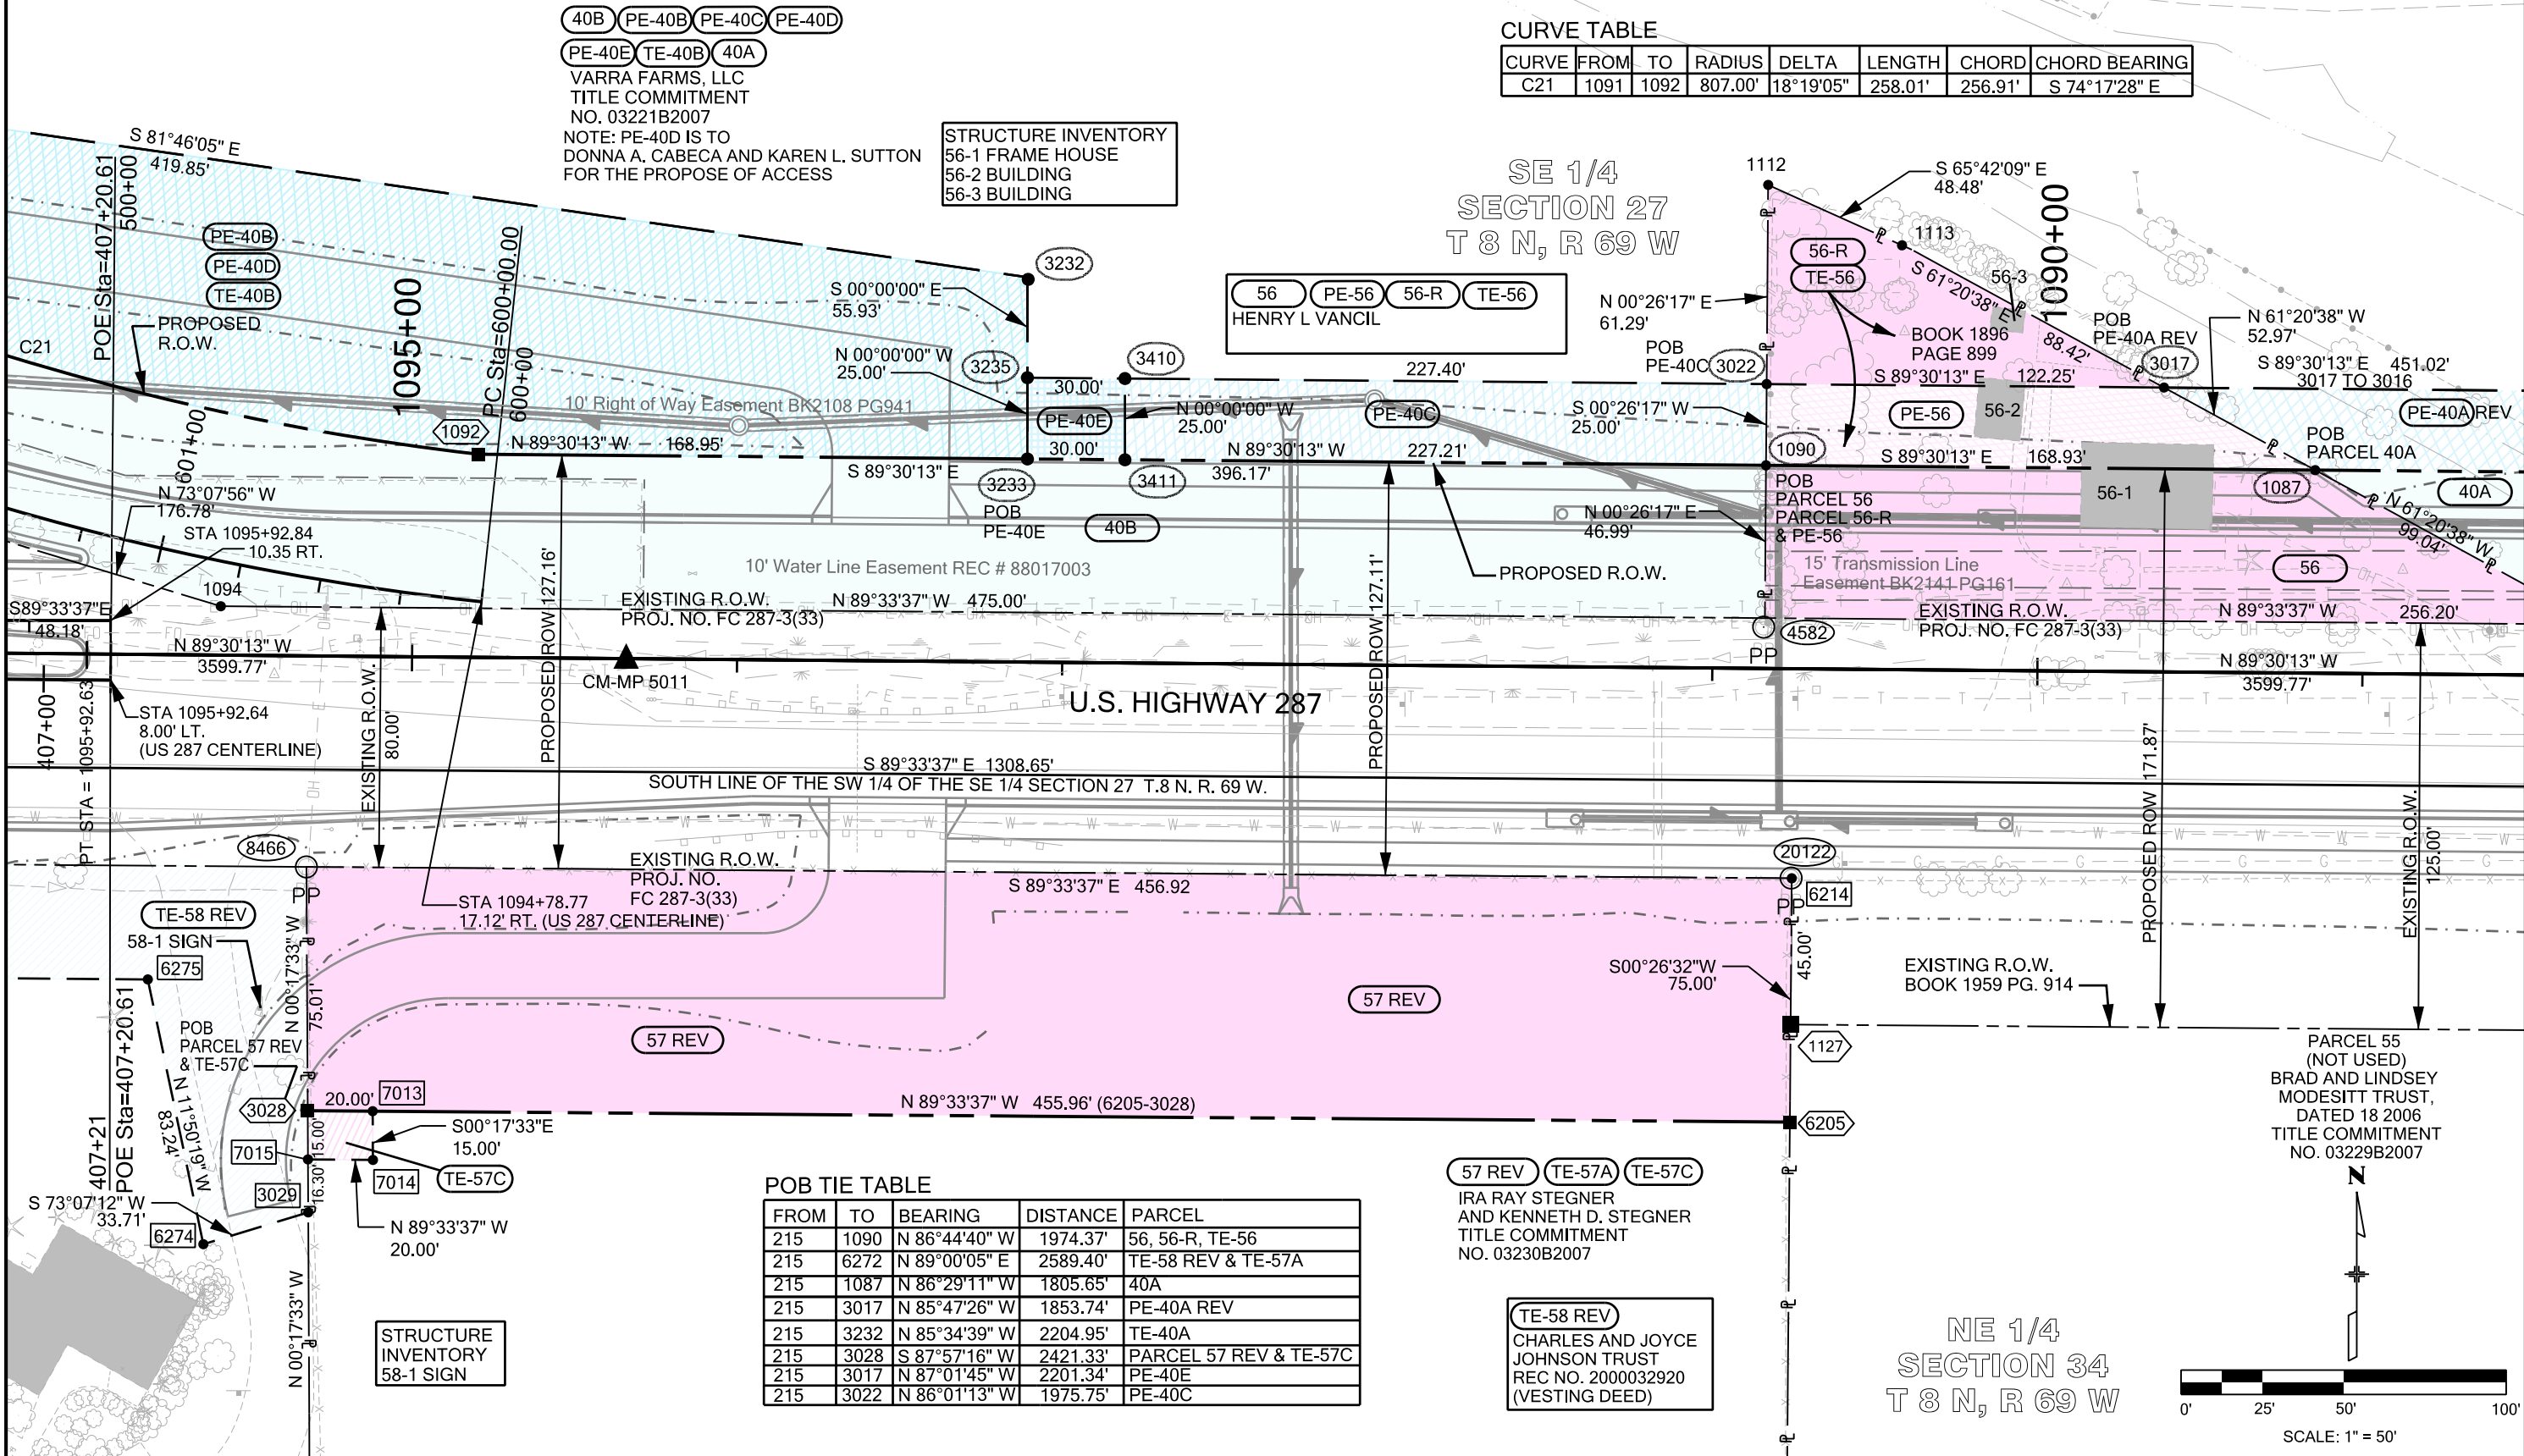 40B PE-40B PE-40C PE-40D
PE-40E TE-40B 40A
VARRA FARMS, LLC
TITLE COMMITMENT
NO. 03221B2007
NOTE: PE-40D IS TO
DONNA A. CABECA AND KAREN L. SUTTON
FOR THE PROPOSE OF ACCESS
STRUCTURE INVENTORY
56-1 FRAME HOUSE
56-2 BUILDING
56-3 BUILDING
CURVE TABLE
CURVE FROM TO RADIUS DELTA LENGTH CHORD CHORD BEARING
C21 1091 1092 807.00' 18°19'05" 258.01' 256.91' S 74°17'28" E
SE 1/4
SECTION 27
T 8 N, R 69 W
S 81°46'05" E
419.85'
POE Sta=407+20.61
500+00
PE-40B
PE-40D
TE-40B
PROPOSED
R.O.W.
C21
1095+00
PC Sta=600+00.00
600+00
601+00
1092
10' Right of Way Easement BK2108 PG941
N 89°30'13" W 168.95'
S 00°00'00" E
55.93'
N 00°00'00" W
25.00'
3232
3235
3410
30.00'
PE-40E
30.00'
N 00°00'00" W
25.00'
3233
3411
POB
PE-40E
S 89°30'13" E
396.17'
40B
56 PE-56 56-R TE-56
HENRY L VANCIL
227.40'
PE-40C
N 89°30'13" W
227.21'
S 00°26'17" W
25.00'
N 00°26'17" E
61.29'
POB
PE-40C
3022
1112
S 65°42'09" E
48.48'
1113
56-R
TE-56
S 61°20'38" E
88.42'
56-3
1090+00
BOOK 1896
PAGE 899
POB
PE-40A REV
3017
N 61°20'38" W
52.97'
S 89°30'13" E 451.02'
3017 TO 3016
S 89°30'13" E 122.25'
PE-56
56-2
PE-40A REV
POB
PARCEL 40A
1090
S 89°30'13" E 168.93'
56-1
1087
40A
POB
PARCEL 56
PARCEL 56-R
& PE-56
N 00°26'17" E
46.99'
PROPOSED R.O.W.
N 61°20'38" W
99.04'
15' Transmission Line
Easement BK2141 PG161
56
N 73°07'56" W
176.78'
STA 1095+92.84
10.35 RT.
1094
S89°33'37"E
48.18'
10' Water Line Easement REC # 88017003
EXISTING R.O.W.
PROJ. NO. FC 287-3(33)
N 89°33'37" W 475.00'
4582
PP
EXISTING R.O.W.
PROJ. NO. FC 287-3(33)
N 89°33'37" W 256.20'
N 89°30'13" W
3599.77'
CM-MP 5011
N 89°30'13" W
3599.77'
U.S. HIGHWAY 287
407+00
PT STA = 1095+92.63
STA 1095+92.64
8.00' LT.
(US 287 CENTERLINE)
EXISTING R.O.W.
80.00'
PROPOSED ROW 127.16'
PROPOSED ROW 127.11'
PROPOSED ROW 171.87'
EXISTING R.O.W.
125.00'
S 89°33'37" E 1308.65'
SOUTH LINE OF THE SW 1/4 OF THE SE 1/4 SECTION 27 T.8 N. R. 69 W.
8466
PP
EXISTING R.O.W.
PROJ. NO.
FC 287-3(33)
STA 1094+78.77
17.12' RT. (US 287 CENTERLINE)
S 89°33'37" E 456.92
20122
6214
PP
TE-58 REV
58-1 SIGN
6275
N 00°17'33" W
75.01'
57 REV
57 REV
S00°26'32"W
75.00'
45.00'
1127
EXISTING R.O.W.
BOOK 1959 PG. 914
POB
PARCEL 57 REV
& TE-57C
POE Sta=407+20.61
407+21
N 11°50'19" W
83.24'
3028
20.00'
7013
N 89°33'37" W 455.96' (6205-3028)
6205
S00°17'33"E
15.00'
15.00'
16.30'
7015
7014
TE-57C
3029
S 73°07'12" W
33.71'
6274
N 89°33'37" W
20.00'
N 00°17'33" W
STRUCTURE
INVENTORY
58-1 SIGN
POB TIE TABLE
FROM TO BEARING DISTANCE PARCEL
215 1090 N 86°44'40" W 1974.37' 56, 56-R, TE-56
215 6272 N 89°00'05" E 2589.40' TE-58 REV & TE-57A
215 1087 N 86°29'11" W 1805.65' 40A
215 3017 N 85°47'26" W 1853.74' PE-40A REV
215 3232 N 85°34'39" W 2204.95' TE-40A
215 3028 S 87°57'16" W 2421.33' PARCEL 57 REV & TE-57C
215 3017 N 87°01'45" W 2201.34' PE-40E
215 3022 N 86°01'13" W 1975.75' PE-40C
57 REV TE-57A TE-57C
IRA RAY STEGNER
AND KENNETH D. STEGNER
TITLE COMMITMENT
NO. 03230B2007
TE-58 REV
CHARLES AND JOYCE
JOHNSON TRUST
REC NO. 2000032920
(VESTING DEED)
PARCEL 55
(NOT USED)
BRAD AND LINDSEY
MODESITT TRUST,
DATED 18 2006
TITLE COMMITMENT
NO. 03229B2007
N
NE 1/4
SECTION 34
T 8 N, R 69 W
0' 25' 50' 100'
SCALE: 1" = 50'